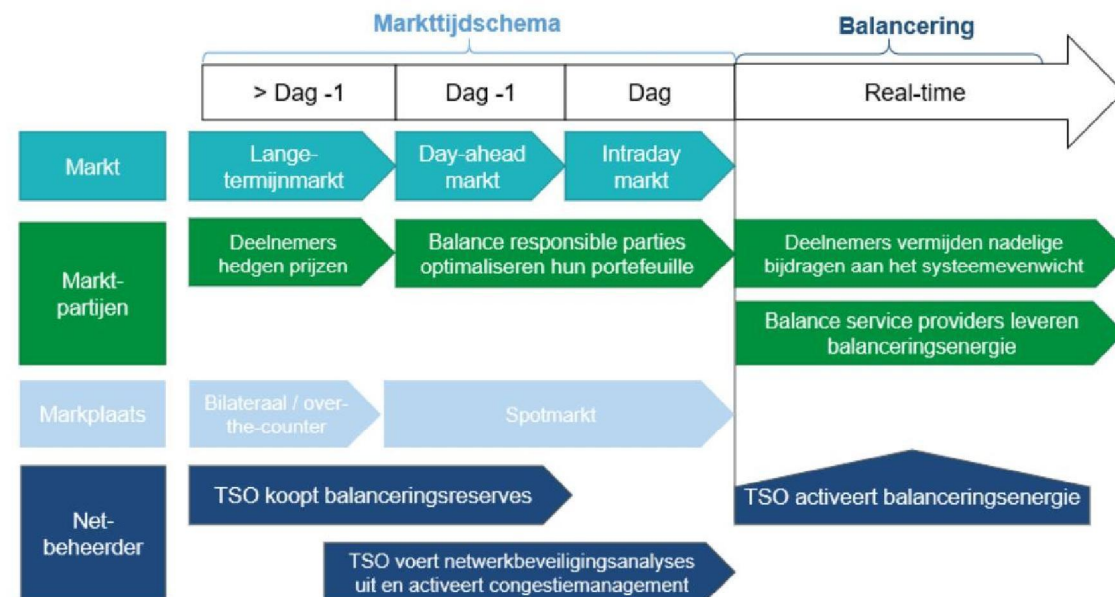 Markttijdschema
Balancering
> Dag -1
Dag -1
Dag
Real-time
Markt
Lange-
termijnmarkt
Day-ahead
markt
Intraday
markt
Markt-
partijen
Deelnemers
hedgen prijzen
Balance responsible parties
optimaliseren hun portefeuille
Deelnemers vermijden nadelige
bijdragen aan het systeemevenwicht
Balance service providers leveren
balanceringsenergie
Markplaats
Bilateraal / over-
the-counter
Spotmarkt
Net-
beheerder
TSO koopt balanceringsreserves
TSO activeert balanceringsenergie
TSO voert netwerkbeveiligingsanalyses
uit en activeert congestiemanagement